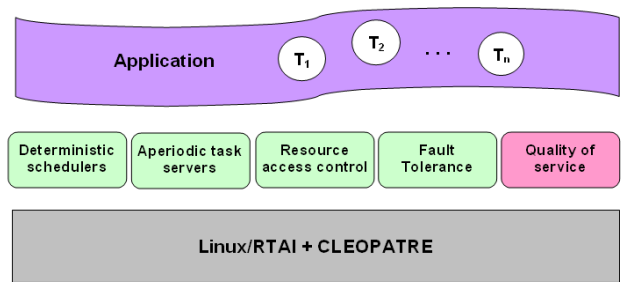 Application
T1
T2
. . .
Tn
Deterministic
schedulers
Aperiodic task
servers
Resource
access control
Fault
Tolerance
Quality of
service
Linux/RTAI + CLEOPATRE